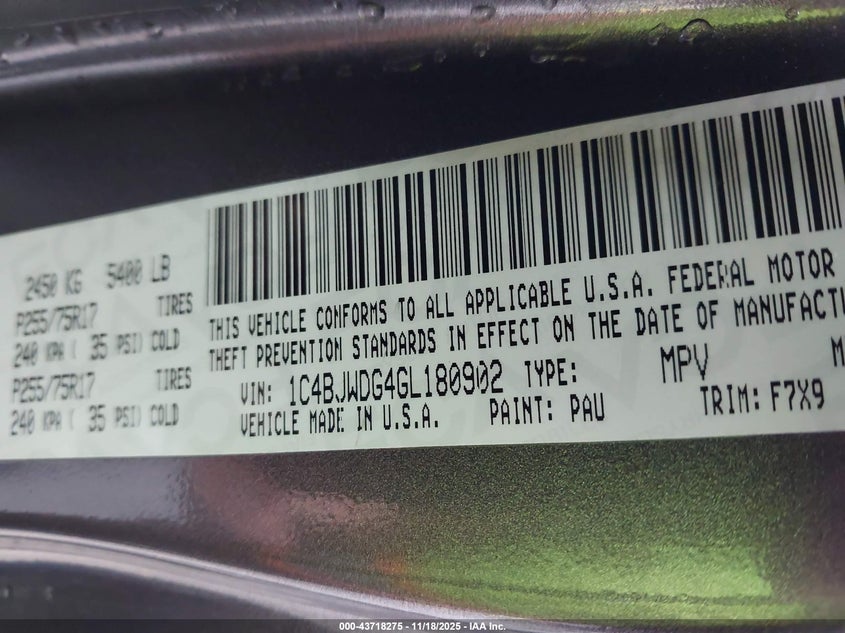 2450 KG 5400 LB
P255/75R17 TIRES
240 KPA ( 35 PSI) COLD
P255/75R17 TIRES
240 KPA ( 35 PSI) COLD
THIS VEHICLE CONFORMS TO ALL APPLICABLE U.S.A. FEDERAL MOTOR
THEFT PREVENTION STANDARDS IN EFFECT ON THE DATE OF MANUFACTU
VIN: 1C4BJWDG4GL180902 TYPE: MPV M
VEHICLE MADE IN U.S.A. PAINT: PAU TRIM: F7X9
000-43718275 - 11/18/2025 - IAA Inc.